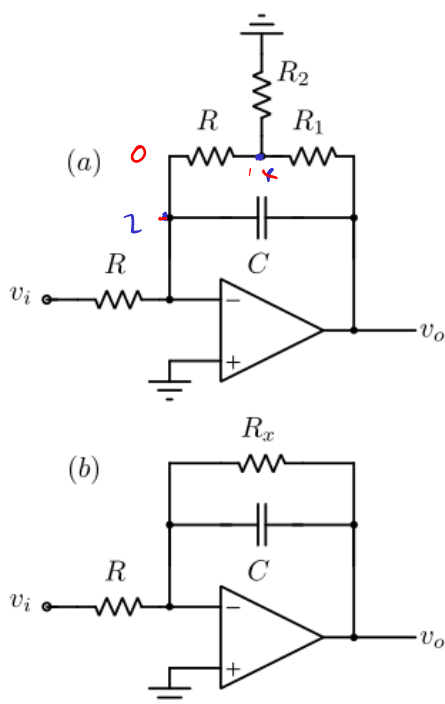 R₂
R R₁
(a) 0
1 x
2
R C
vᵢ − vₒ
+
(b) Rₓ
R C
vᵢ − vₒ
+